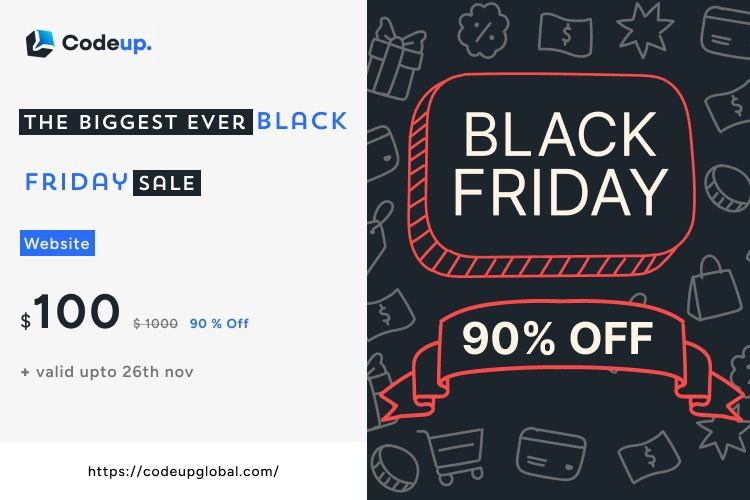 Codeup.
THE BIGGEST EVER BLACK
FRIDAY SALE
Website
$100 $ 1000 90 % Off
+ valid upto 26th nov
https://codeupglobal.com/
BLACK
FRIDAY
90% OFF